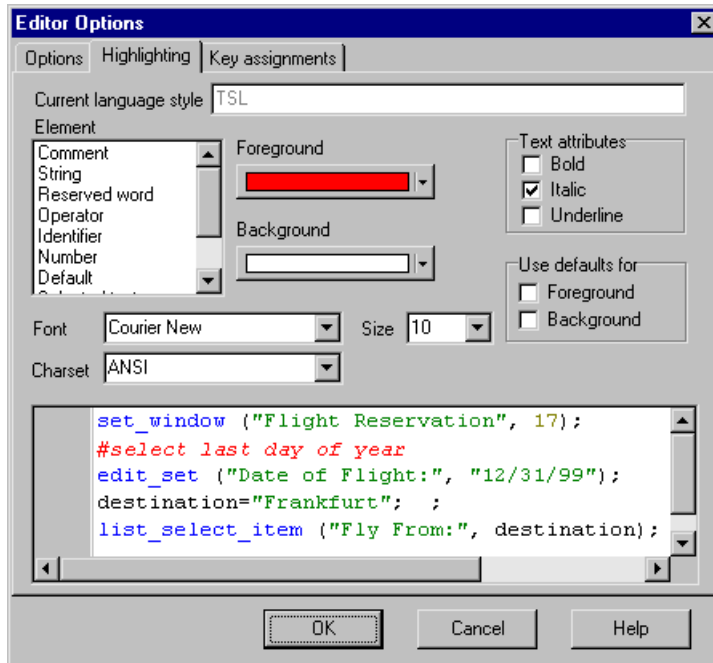 Editor Options
Options Highlighting Key assignments
Current language style TSL
Element
Comment
String
Reserved word
Operator
Identifier
Number
Default
Foreground
Background
Text attributes
Bold
Italic
Underline
Use defaults for
Foreground
Background
Font Courier New Size 10
Charset ANSI
set_window ("Flight Reservation", 17);
#select last day of year
edit_set ("Date of Flight:", "12/31/99");
destination="Frankfurt";  ;
list_select_item ("Fly From:", destination);
OK Cancel Help